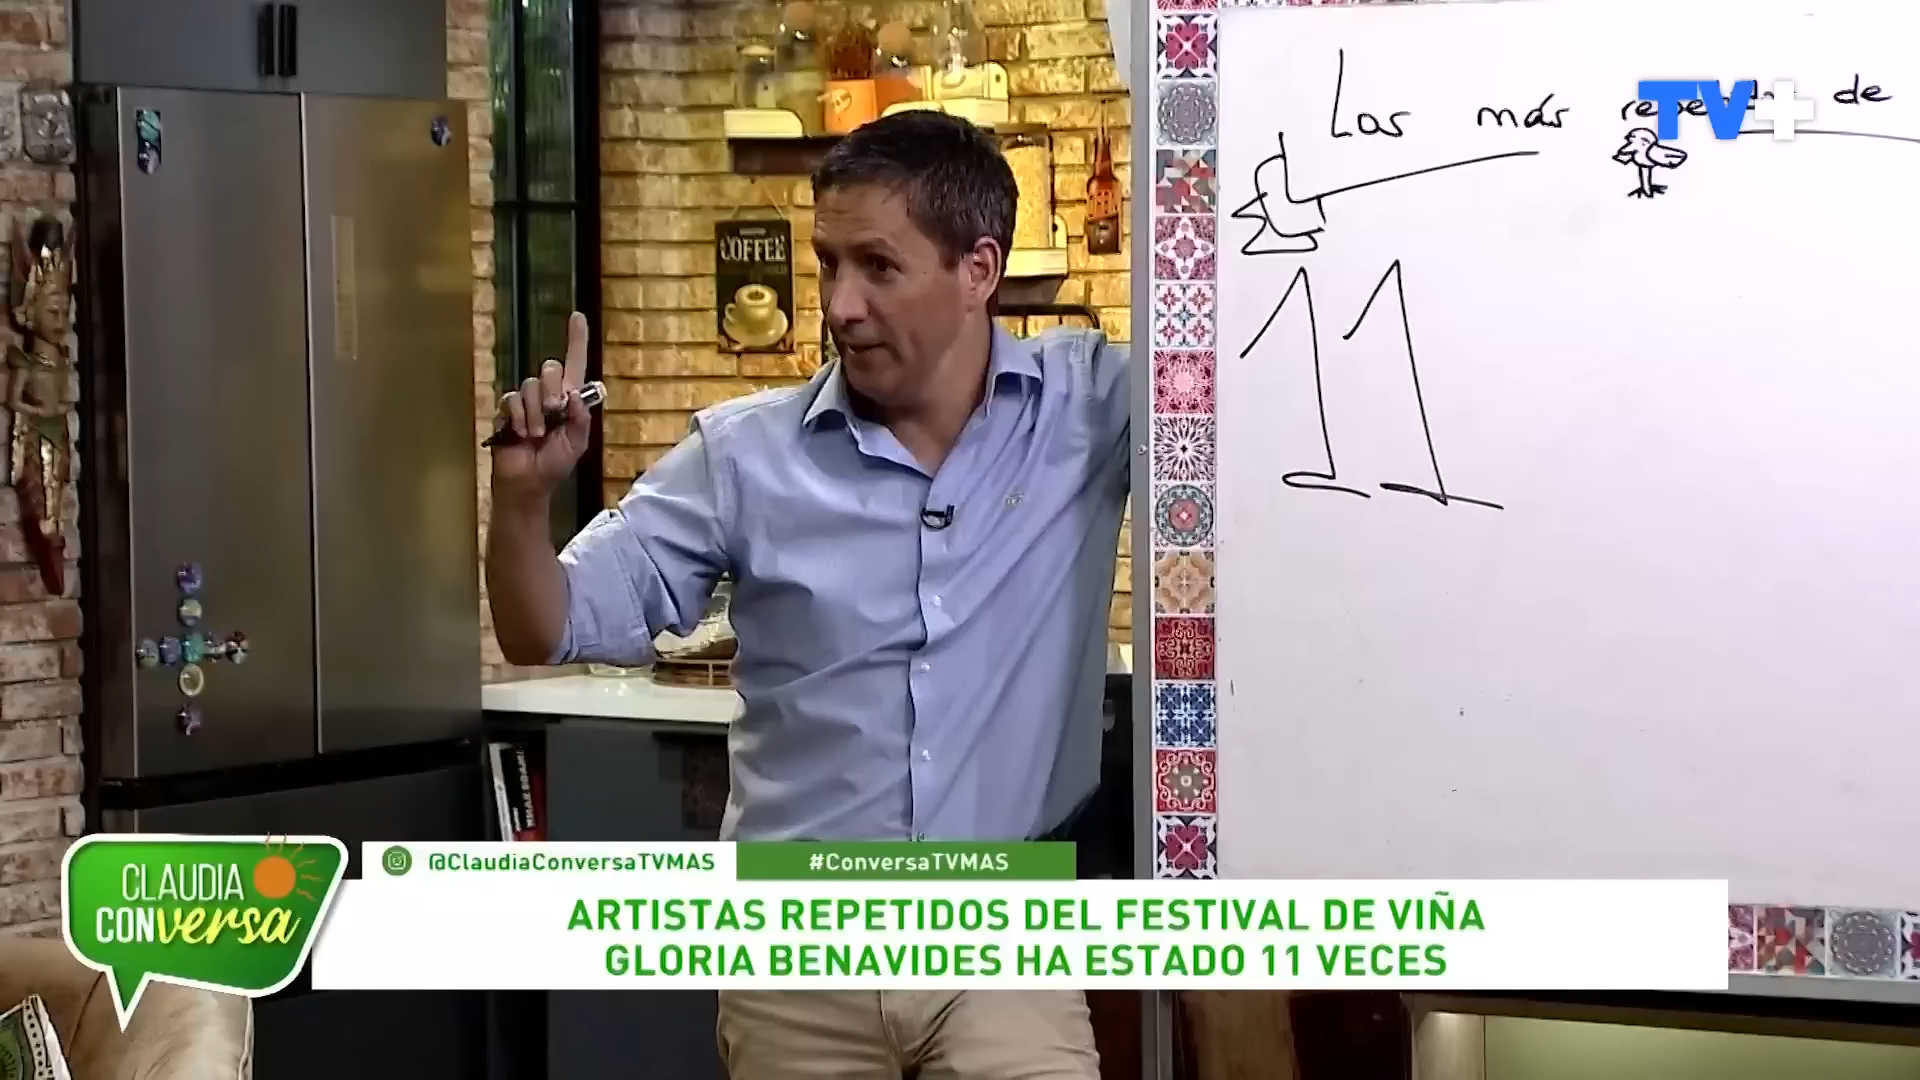 Los más de
TV+
COFFEE
11
CLAUDIA
CONversa
@ClaudiaConversaTVMAS
#ConversaTVMAS
ARTISTAS REPETIDOS DEL FESTIVAL DE VIÑA
GLORIA BENAVIDES HA ESTADO 11 VECES